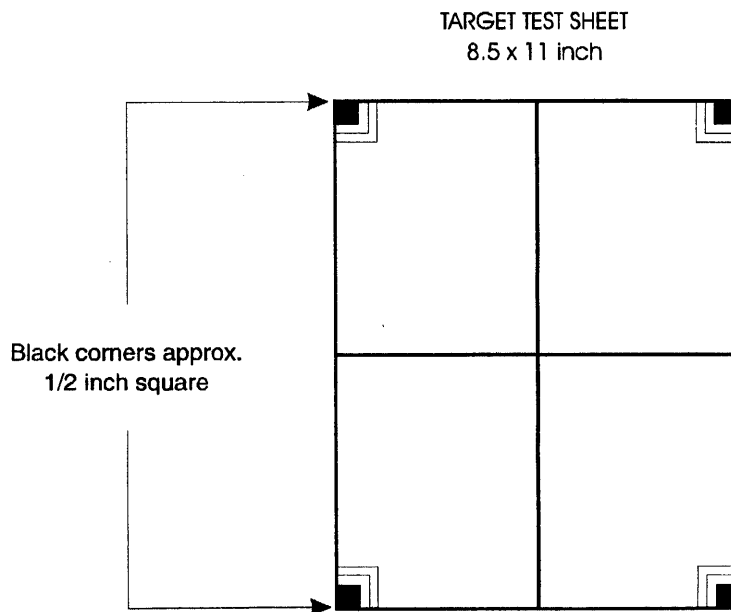 TARGET TEST SHEET
8.5 x 11 inch
Black corners approx.
1/2 inch square